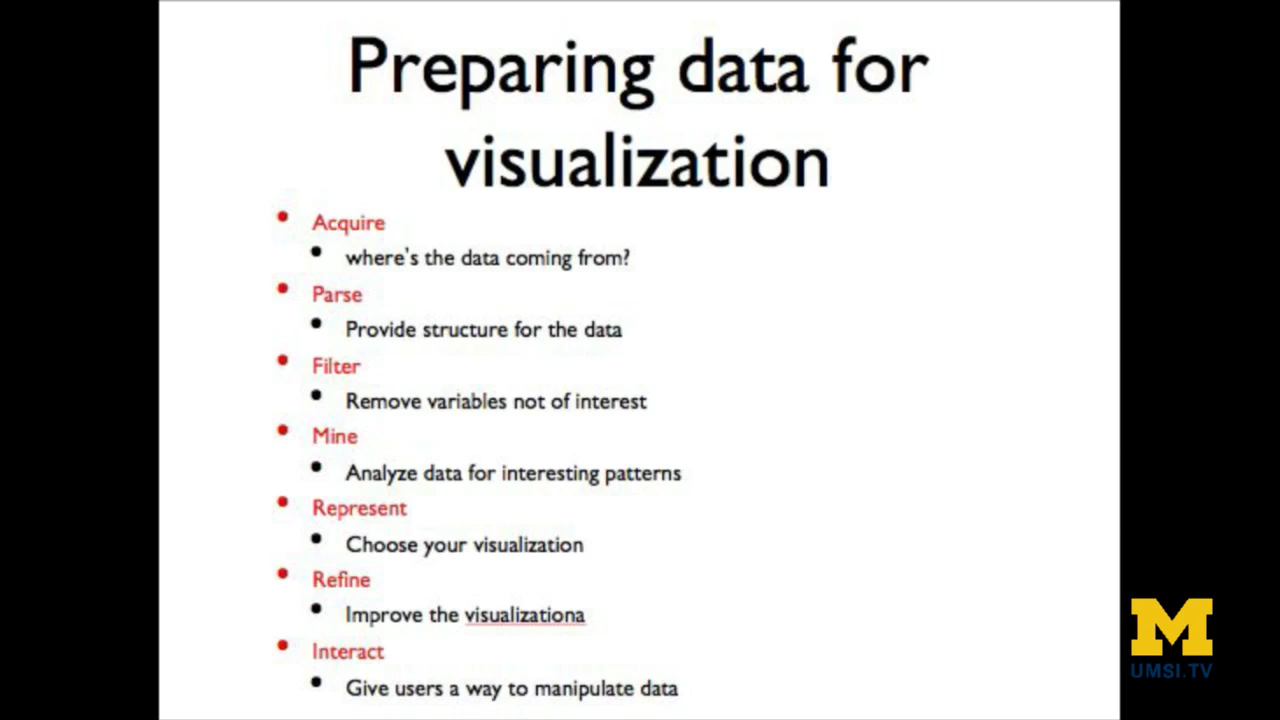 Preparing data for
visualization
• Acquire
• where's the data coming from?
• Parse
• Provide structure for the data
• Filter
• Remove variables not of interest
• Mine
• Analyze data for interesting patterns
• Represent
• Choose your visualization
• Refine
• Improve the visualizationa
• Interact
• Give users a way to manipulate data
M
UMSI.TV